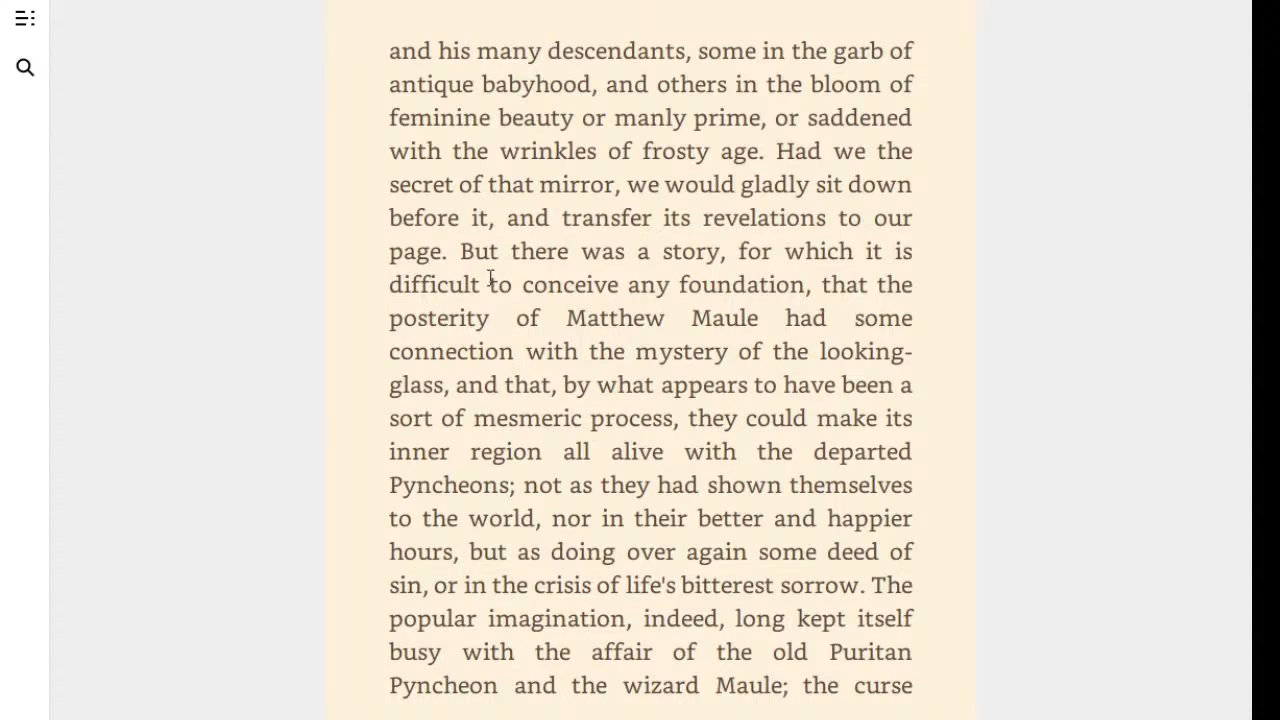 and his many descendants, some in the garb of
antique babyhood, and others in the bloom of
feminine beauty or manly prime, or saddened
with the wrinkles of frosty age. Had we the
secret of that mirror, we would gladly sit down
before it, and transfer its revelations to our
page. But there was a story, for which it is
difficult to conceive any foundation, that the
posterity of Matthew Maule had some
connection with the mystery of the looking-
glass, and that, by what appears to have been a
sort of mesmeric process, they could make its
inner region all alive with the departed
Pyncheons; not as they had shown themselves
to the world, nor in their better and happier
hours, but as doing over again some deed of
sin, or in the crisis of life's bitterest sorrow. The
popular imagination, indeed, long kept itself
busy with the affair of the old Puritan
Pyncheon and the wizard Maule; the curse